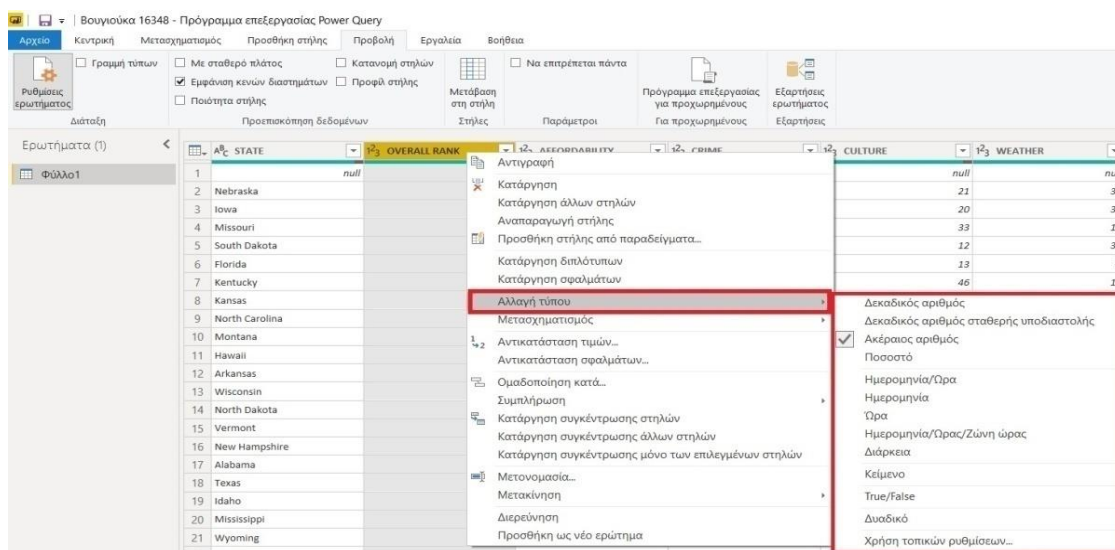 Βουγιούκα 16348 - Πρόγραμμα επεξεργασίας Power Query
Αρχείο Κεντρική Μετασχηματισμός Προσθήκη στήλης Προβολή Εργαλεία Βοήθεια
Ρυθμίσεις ερωτήματος
Γραμμή τύπων
Με σταθερό πλάτος
Εμφάνιση κενών διαστημάτων
Ποιότητα στήλης
Κατανομή στηλών
Προφίλ στήλης
Μετάβαση στη στήλη
Να επιτρέπεται πάντα
Πρόγραμμα επεξεργασίας για προχωρημένους
Εξαρτήσεις ερωτήματος
Διάταξη Προεπισκόπηση δεδομένων Στήλες Παράμετροι Για προχωρημένους Εξαρτήσεις
Ερωτήματα (1)
Φύλλο1
ABC STATE 123 OVERALL RANK 123 AFFORDABILITY 123 CRIME 123 CULTURE 123 WEATHER
1 null null
2 Nebraska 21
3 Iowa 20
4 Missouri 33
5 South Dakota 12
6 Florida 13
7 Kentucky 46
8 Kansas
9 North Carolina
10 Montana
11 Hawaii
12 Arkansas
13 Wisconsin
14 North Dakota
15 Vermont
16 New Hampshire
17 Alabama
18 Texas
19 Idaho
20 Mississippi
21 Wyoming
Αντιγραφή
Κατάργηση
Κατάργηση άλλων στηλών
Αναπαραγωγή στήλης
Προσθήκη στήλης από παραδείγματα...
Κατάργηση διπλότυπων
Κατάργηση σφαλμάτων
Αλλαγή τύπου
Μετασχηματισμός
Αντικατάσταση τιμών...
Αντικατάσταση σφαλμάτων...
Ομαδοποίηση κατά...
Συμπλήρωση
Κατάργηση συγκέντρωσης στηλών
Κατάργηση συγκέντρωσης άλλων στηλών
Κατάργηση συγκέντρωσης μόνο των επιλεγμένων στηλών
Μετονομασία...
Μετακίνηση
Διερεύνηση
Προσθήκη ως νέο ερώτημα
Δεκαδικός αριθμός
Δεκαδικός αριθμός σταθερής υποδιαστολής
Ακέραιος αριθμός
Ποσοστό
Ημερομηνία/Ώρα
Ημερομηνία
Ώρα
Ημερομηνία/Ώρας/Ζώνη ώρας
Διάρκεια
Κείμενο
True/False
Δυαδικό
Χρήση τοπικών ρυθμίσεων...